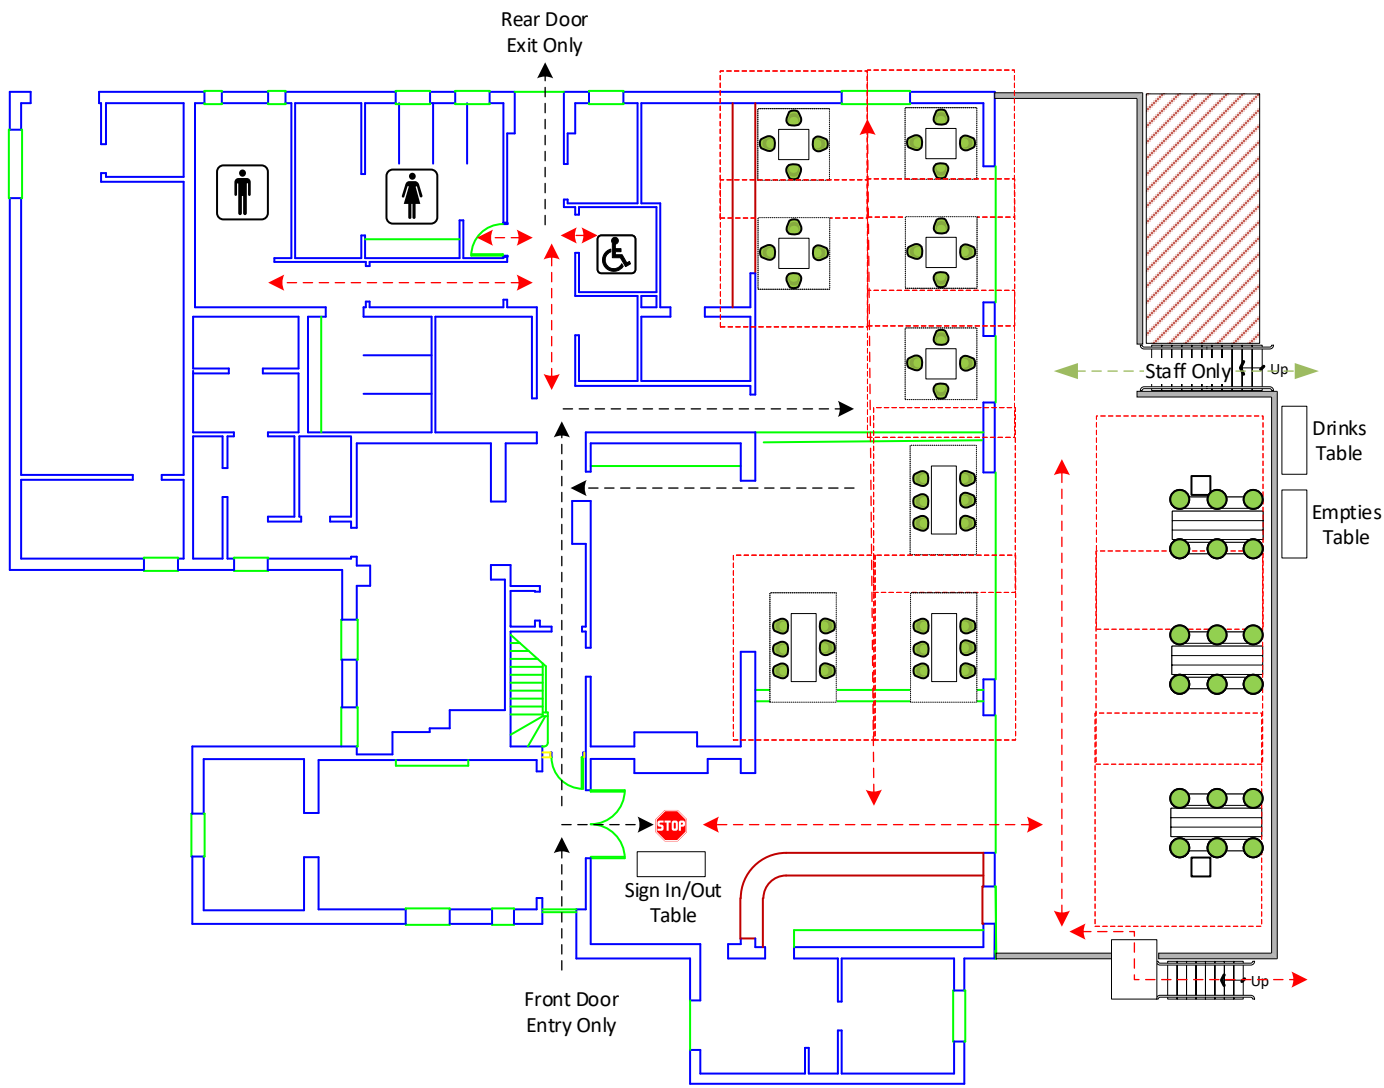 Rear Door
Exit Only
Staff Only
Up
Drinks
Table
Empties
Table
STOP
Sign In/Out
Table
Up
Front Door
Entry Only